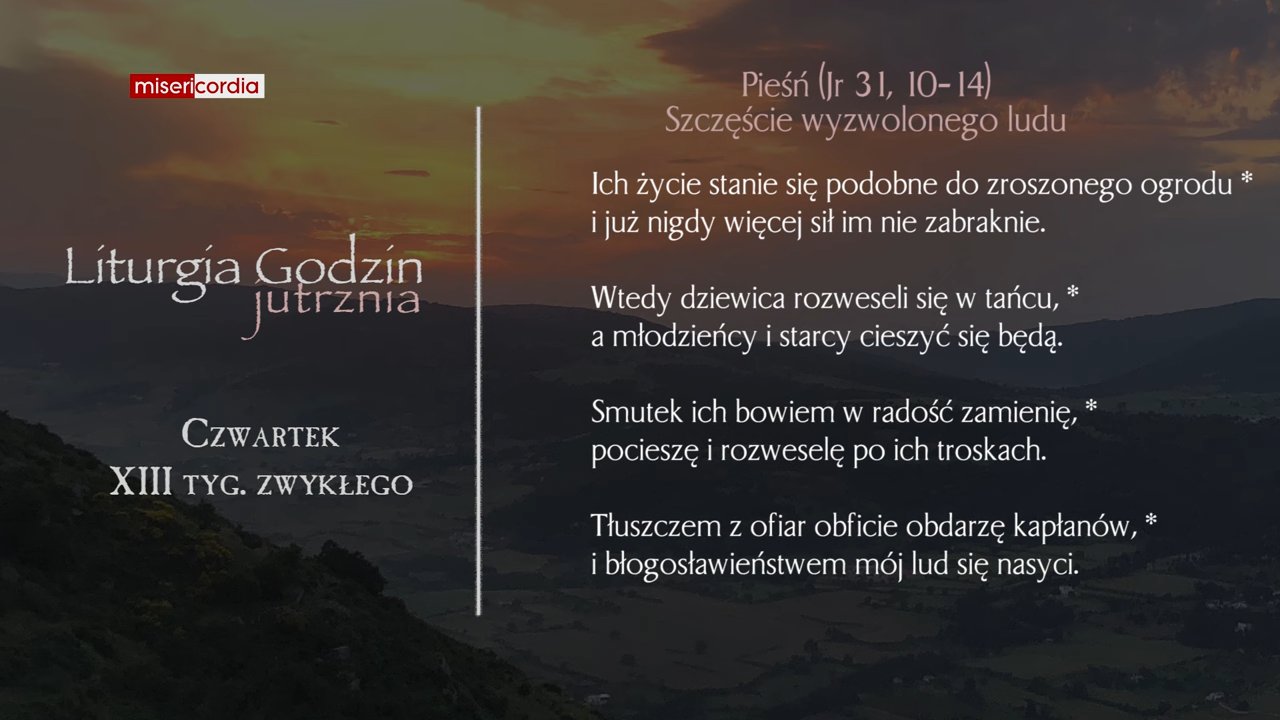 misericordia
Liturgia Godzin
jutrznia
Czwartek
XIII tyg. zwykłego
Pieśń (Jr 31, 10-14)
Szczęście wyzwolonego ludu
Ich życie stanie się podobne do zroszonego ogrodu *
i już nigdy więcej sił im nie zabraknie.
Wtedy dziewica rozweseli się w tańcu, *
a młodzieńcy i starcy cieszyć się będą.
Smutek ich bowiem w radość zamienię, *
pocieszę i rozweselę po ich troskach.
Tłuszczem z ofiar obficie obdarzę kapłanów, *
i błogosławieństwem mój lud się nasyci.